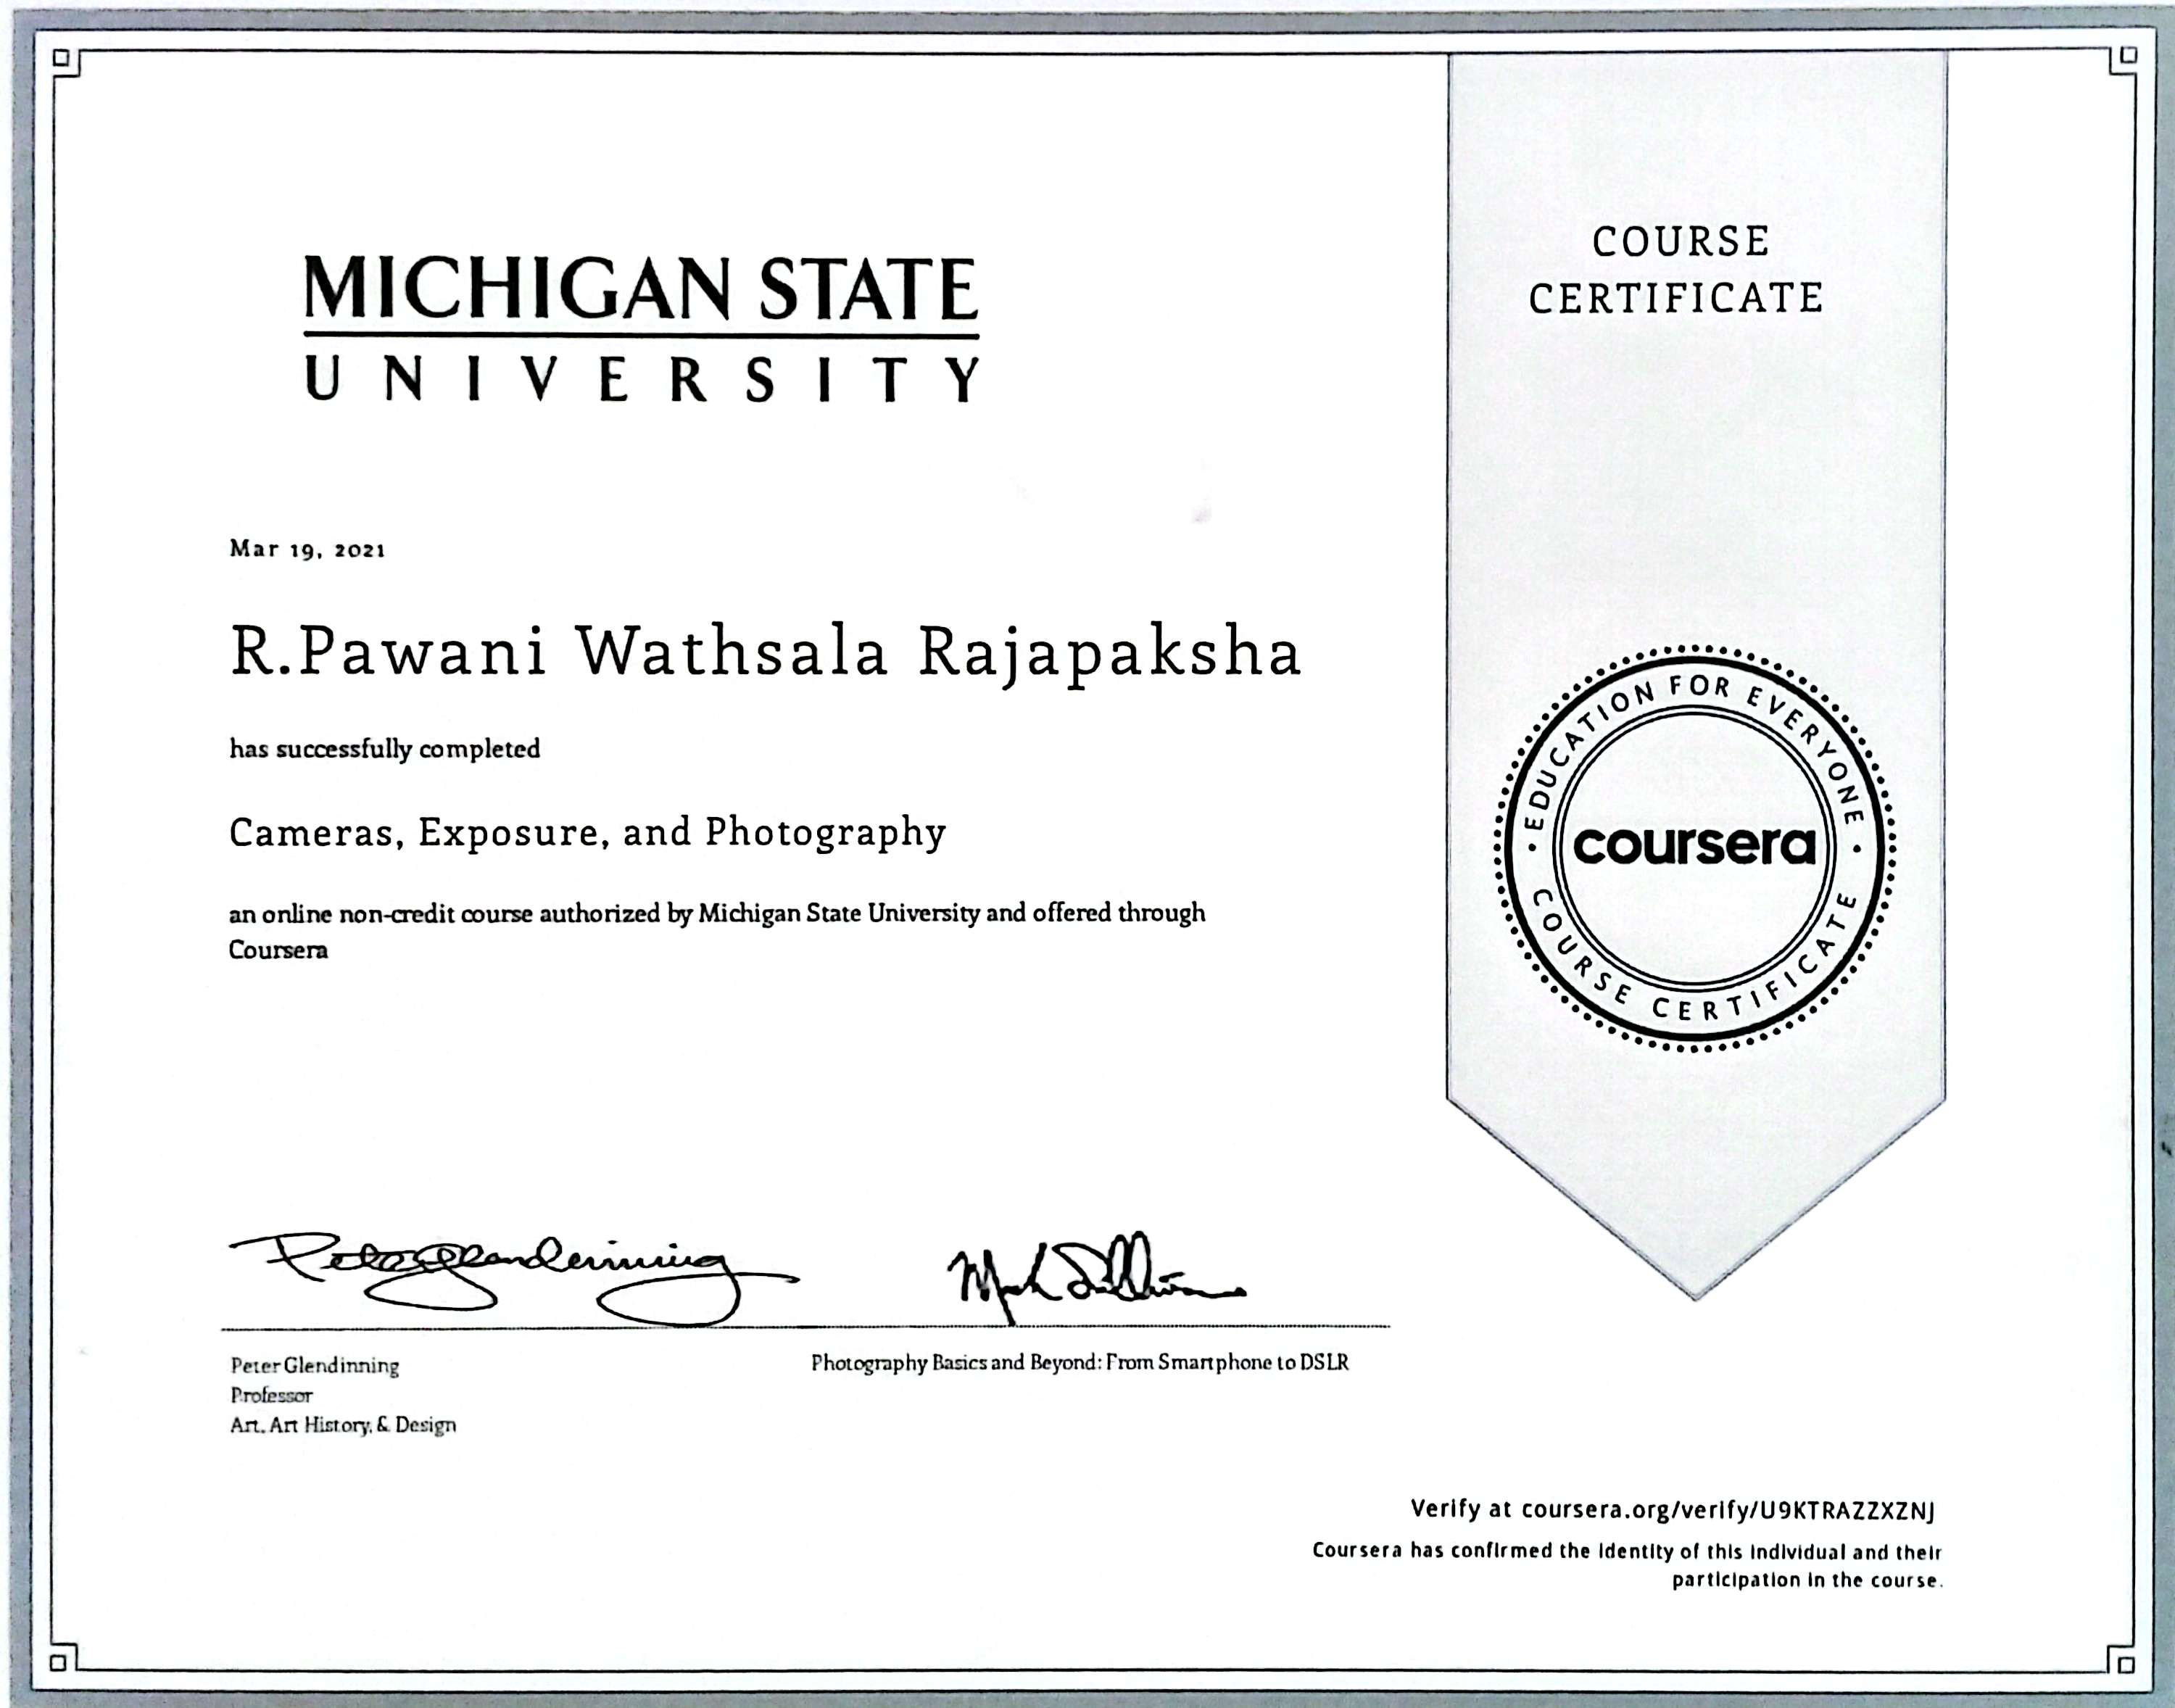 MICHIGAN STATE
UNIVERSITY
COURSE
CERTIFICATE
Mar 19, 2021
R.Pawani Wathsala Rajapaksha
has successfully completed
Cameras, Exposure, and Photography
an online non-credit course authorized by Michigan State University and offered through
Coursera
EDUCATION FOR EVERYONE
coursera
COURSE CERTIFICATE
Peter Glendinning
Peter Glendinning
Professor
Art, Art History, & Design
Photography Basics and Beyond: From Smartphone to DSLR
Verify at coursera.org/verify/U9KTRAZZXZNJ
Coursera has confirmed the identity of this individual and their
participation in the course.